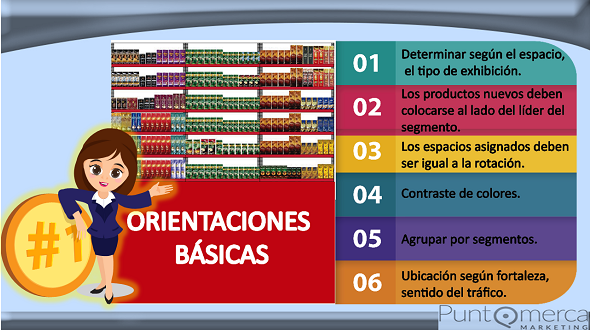 #1
ORIENTACIONES
BÁSICAS
01
Determinar según el espacio,
el tipo de exhibición.
02
Los productos nuevos deben
colocarse al lado del líder del
segmento.
03
Los espacios asignados deben
ser igual a la rotación.
04
Contraste de colores.
05
Agrupar por segmentos.
06
Ubicación según fortaleza,
sentido del tráfico.
Puntomerca
MARKETING